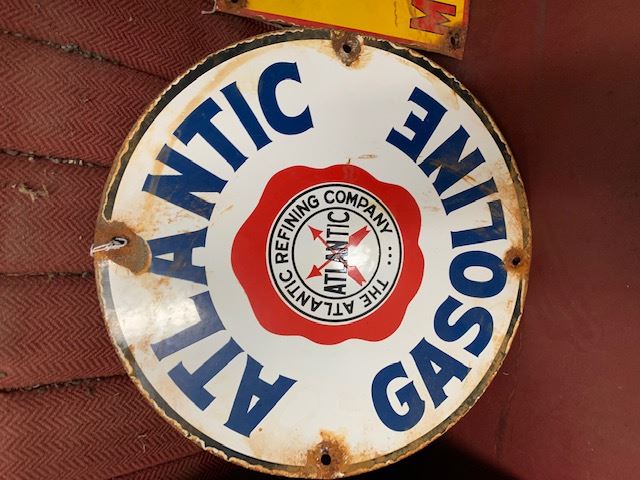 ATLANTIC
GASOLINE
THE ATLANTIC REFINING COMPANY ...
ATLANTIC
M